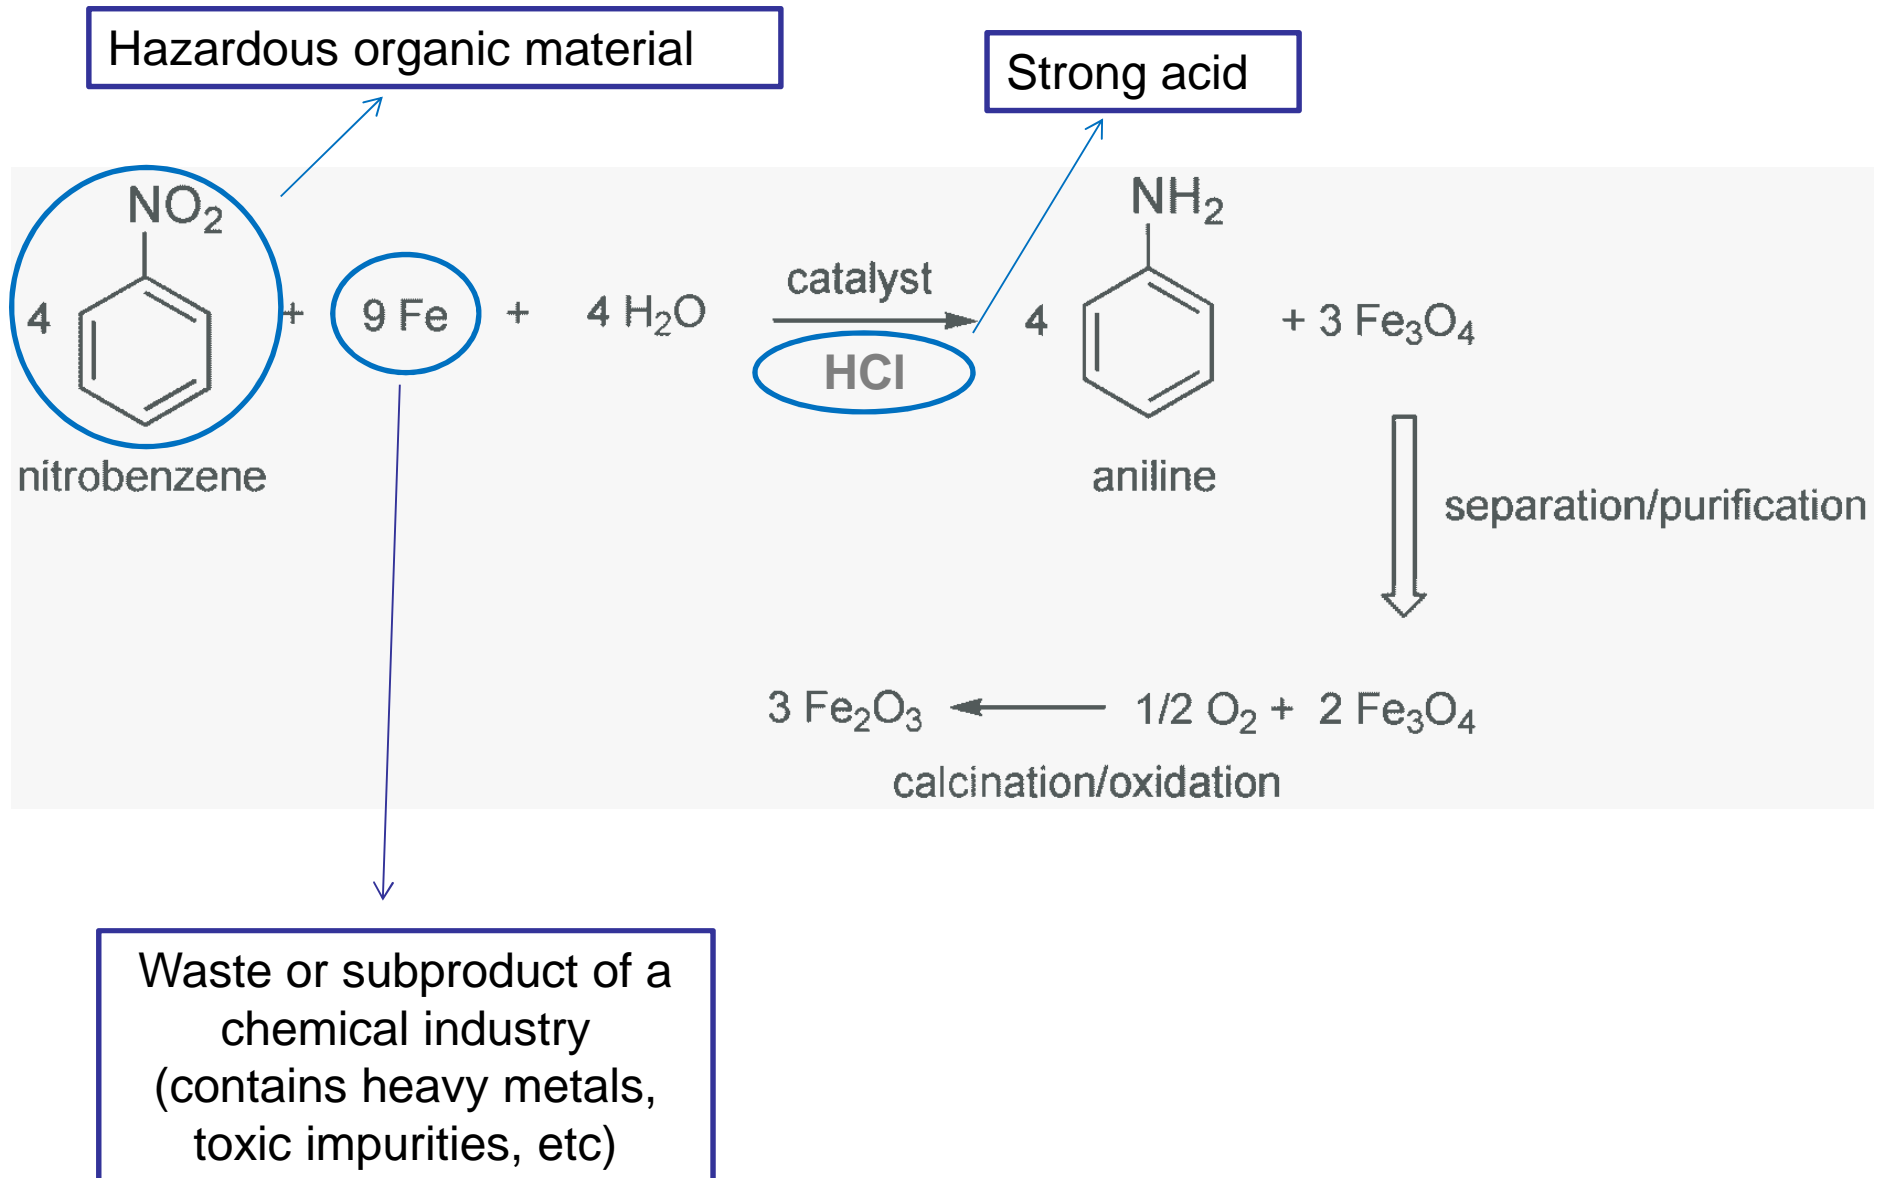 Hazardous organic material
Strong acid
NO₂
NH₂
4
+ 9 Fe + 4 H₂O
catalyst
HCl
4
+ 3 Fe₃O₄
nitrobenzene
aniline
separation/purification
3 Fe₂O₃
1/2 O₂ + 2 Fe₃O₄
calcination/oxidation
Waste or subproduct of a
chemical industry
(contains heavy metals,
toxic impurities, etc)